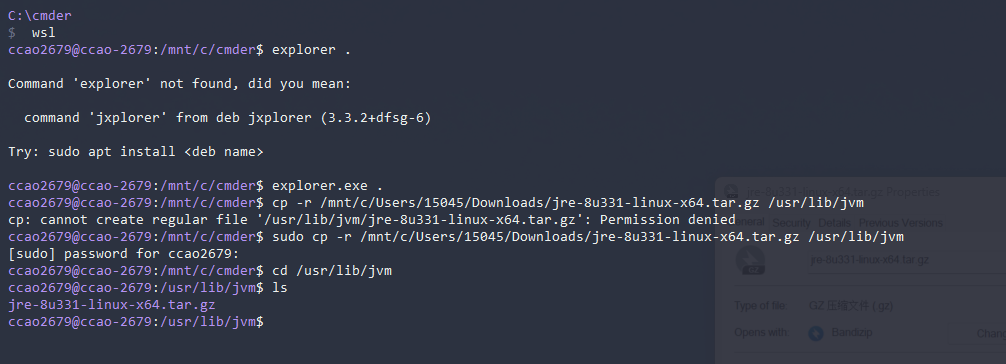 C:\cmder
$ wsl
ccao2679@ccao-2679:/mnt/c/cmder$ explorer .
Command 'explorer' not found, did you mean:
command 'jxplorer' from deb jxplorer (3.3.2+dfsg-6)
Try: sudo apt install <deb name>
ccao2679@ccao-2679:/mnt/c/cmder$ explorer.exe .
ccao2679@ccao-2679:/mnt/c/cmder$ cp -r /mnt/c/Users/15045/Downloads/jre-8u331-linux-x64.tar.gz /usr/lib/jvm
cp: cannot create regular file '/usr/lib/jvm/jre-8u331-linux-x64.tar.gz': Permission denied
ccao2679@ccao-2679:/mnt/c/cmder$ sudo cp -r /mnt/c/Users/15045/Downloads/jre-8u331-linux-x64.tar.gz /usr/lib/jvm
[sudo] password for ccao2679:
ccao2679@ccao-2679:/mnt/c/cmder$ cd /usr/lib/jvm
ccao2679@ccao-2679:/usr/lib/jvm$ ls
jre-8u331-linux-x64.tar.gz
ccao2679@ccao-2679:/usr/lib/jvm$
jre-8u331-linux-x64.tar.gz Properties
Security Details Previous Versions
GZ
jre-8u331-linux-x64.tar.gz
Type of file: GZ 压缩文件 (.gz)
Opens with: Bandizip